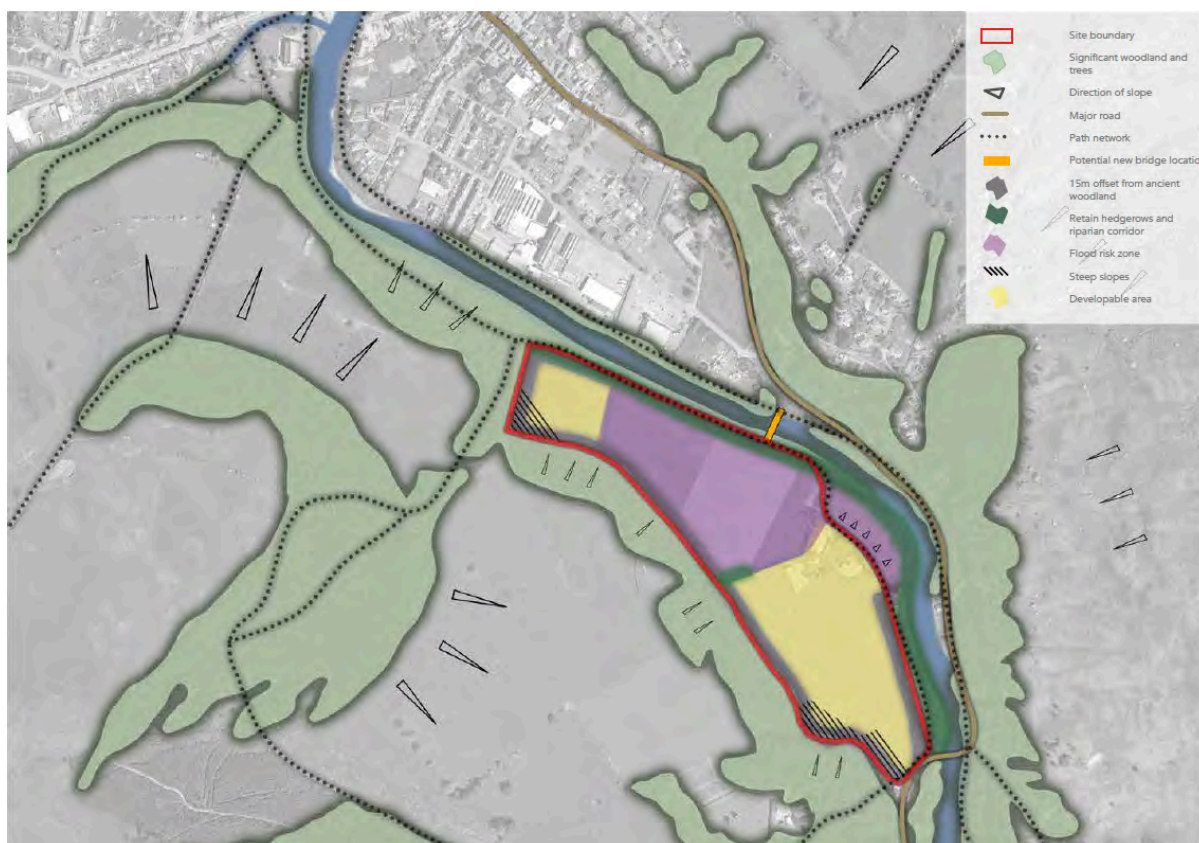 Site boundary
Significant woodland and
trees
Direction of slope
Major road
Path network
Potential new bridge locatio
15m offset from ancient
woodland
Retain hedgerows and
riparian corridor
Flood risk zone
Steep slopes
Developable area